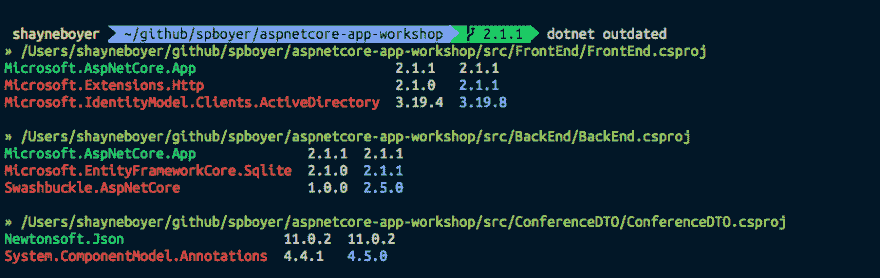 shayneboyer ~/github/spboyer/aspnetcore-app-workshop 2.1.1 dotnet outdated
» /Users/shayneboyer/github/spboyer/aspnetcore-app-workshop/src/FrontEnd/FrontEnd.csproj
Microsoft.AspNetCore.App 2.1.1 2.1.1
Microsoft.Extensions.Http 2.1.0 2.1.1
Microsoft.IdentityModel.Clients.ActiveDirectory 3.19.4 3.19.8
» /Users/shayneboyer/github/spboyer/aspnetcore-app-workshop/src/BackEnd/BackEnd.csproj
Microsoft.AspNetCore.App 2.1.1 2.1.1
Microsoft.EntityFrameworkCore.Sqlite 2.1.0 2.1.1
Swashbuckle.AspNetCore 1.0.0 2.5.0
» /Users/shayneboyer/github/spboyer/aspnetcore-app-workshop/src/ConferenceDTO/ConferenceDTO.csproj
Newtonsoft.Json 11.0.2 11.0.2
System.ComponentModel.Annotations 4.4.1 4.5.0